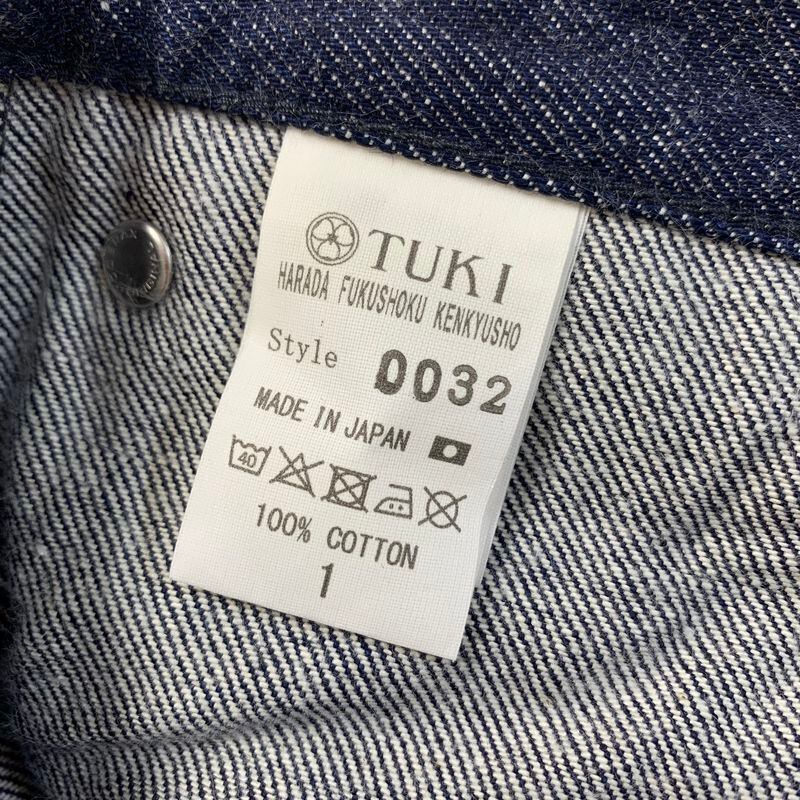 TUKI
HARADA FUKUSHOKU KENKYUSHO
Style 0032
MADE IN JAPAN
40
100% COTTON
1